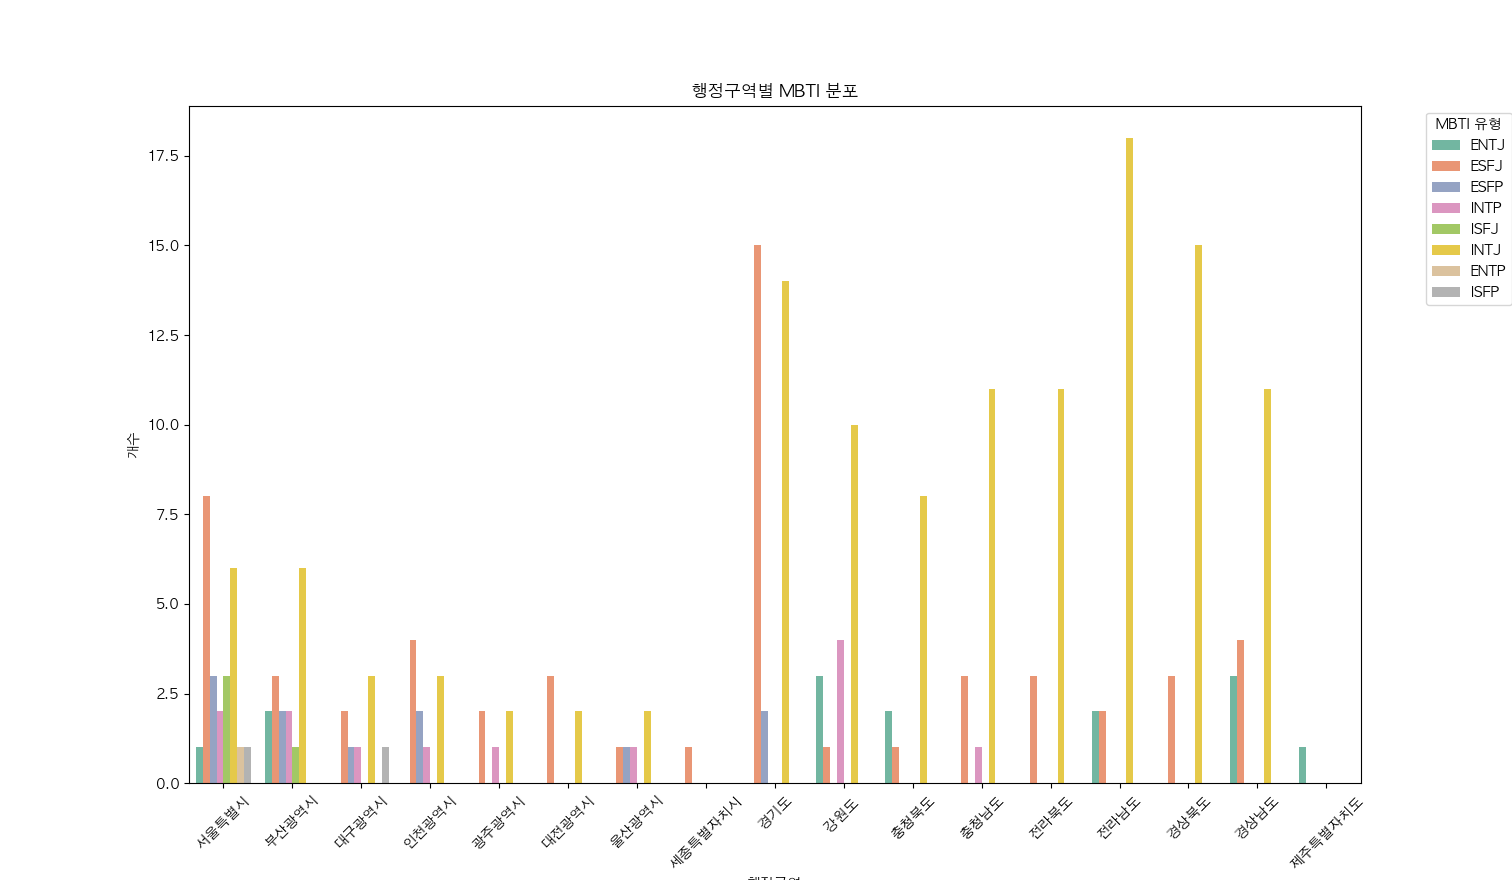 행정구역별 MBTI 분포
MBTI 유형
ENTJ
ESFJ
ESFP
INTP
ISFJ
INTJ
ENTP
ISFP
개수
17.5
15.0
12.5
10.0
7.5
5.0
2.5
0.0
서울특별시
부산광역시
대구광역시
인천광역시
광주광역시
대전광역시
울산광역시
세종특별자치시
경기도
강원도
충청북도
충청남도
전라북도
전라남도
경상북도
경상남도
제주특별자치도
행정구역